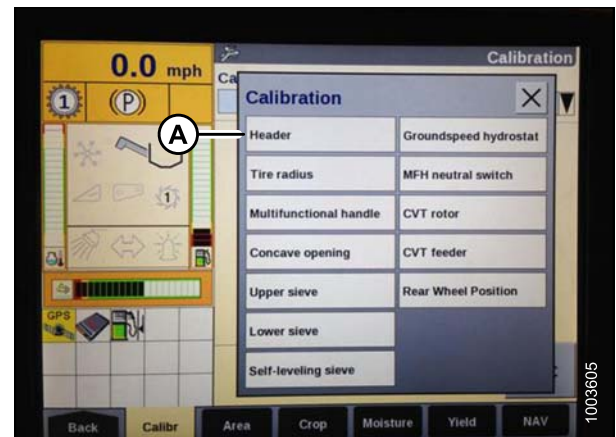 0.0 mph
1
P
Calibration
Ca
Calibration
X
A
Header
Groundspeed hydrostat
Tire radius
MFH neutral switch
Multifunctional handle
CVT rotor
Concave opening
CVT feeder
Upper sieve
Rear Wheel Position
Lower sieve
Self-leveling sieve
1
GPS
Back
Calibr
Area
Crop
Moisture
Yield
NAV
1003605